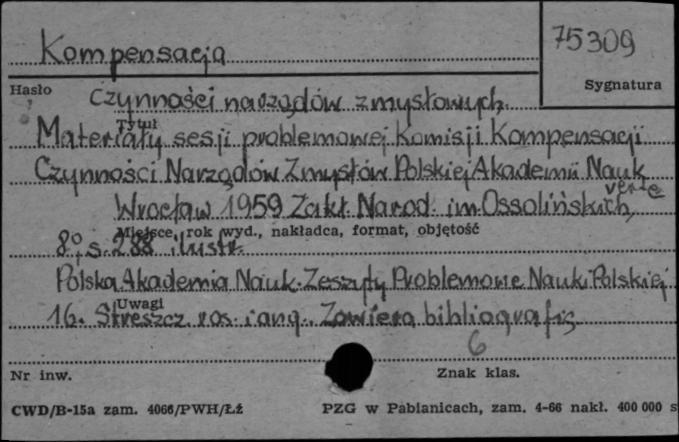 Kompensacja
75309
Hasło
Sygnatura
czynności narządów zmysłowych.
Tytuł
Materiały sesji problemowej Komisji Kompensacji
Czynności Narządów Zmysłów Polskiej Akademii Nauk
Wrocław 1959 Zakł. Narod. im. Ossolińskich,
Miejsce, rok wyd., nakładca, format, objętość
8°, s. 288 ilustr.
Polska Akademia Nauk. Zeszyty Problemowe Nauki Polskiej
Uwagi
16. Streszcz. ros. i ang. Zawiera bibliografię
6
Nr inw.
Znak klas.
CWD/B-15a zam. 4066/PWH/Łź
PZG w Pabianicach, zam. 4-66 nakł. 400 000 s